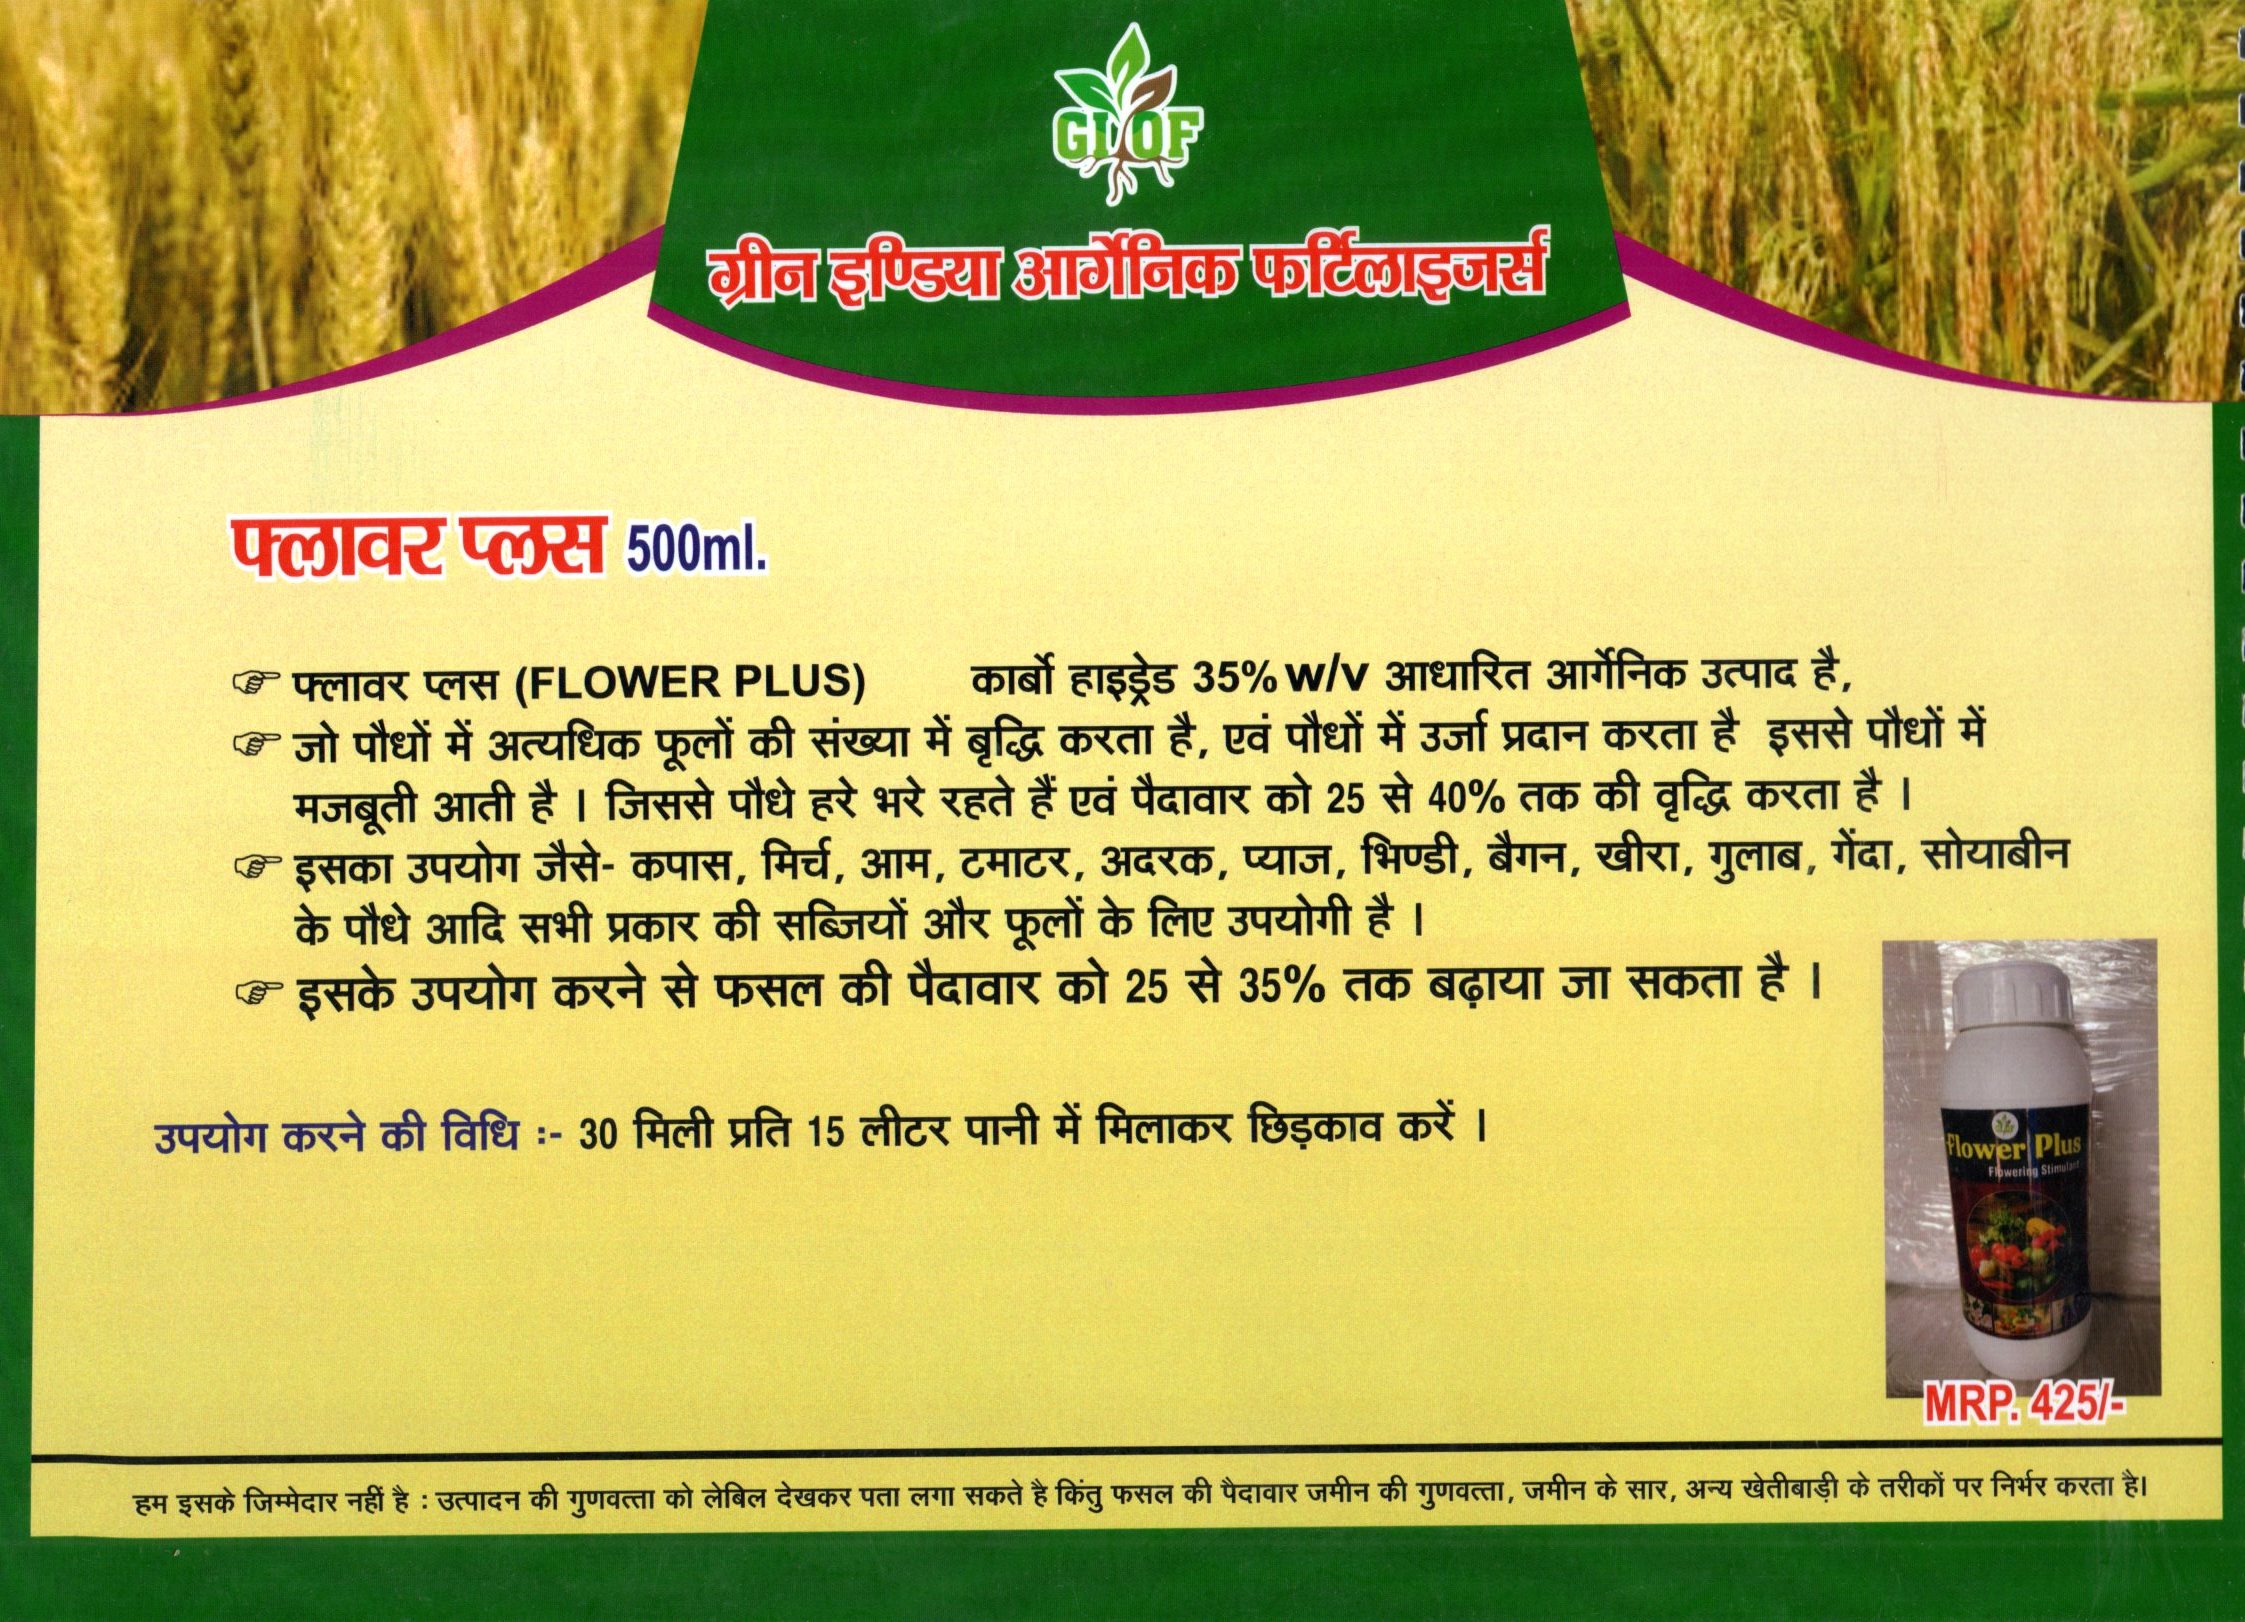 GIOF
ग्रीन इण्डिया आर्गेनिक फर्टिलाइजर्स
फ्लावर प्लस 500ml.
फ्लावर प्लस (FLOWER PLUS) कार्बो हाइड्रेड 35% w/v आधारित आर्गेनिक उत्पाद है,
जो पौधों में अत्यधिक फूलों की संख्या में बृद्धि करता है, एवं पौधों में उर्जा प्रदान करता है इससे पौधों में
मजबूती आती है । जिससे पौधे हरे भरे रहते हैं एवं पैदावार को 25 से 40% तक की वृद्धि करता है ।
इसका उपयोग जैसे- कपास, मिर्च, आम, टमाटर, अदरक, प्याज, भिण्डी, बैगन, खीरा, गुलाब, गेंदा, सोयाबीन
के पौधे आदि सभी प्रकार की सब्जियों और फूलों के लिए उपयोगी है ।
इसके उपयोग करने से फसल की पैदावार को 25 से 35% तक बढ़ाया जा सकता है ।
उपयोग करने की विधि :- 30 मिली प्रति 15 लीटर पानी में मिलाकर छिड़काव करें ।
Flower Plus
Flowering Stimulant
MRP. 425/-
हम इसके जिम्मेदार नहीं है : उत्पादन की गुणवत्ता को लेबिल देखकर पता लगा सकते है किंतु फसल की पैदावार जमीन की गुणवत्ता, जमीन के सार, अन्य खेतीबाड़ी के तरीकों पर निर्भर करता है।